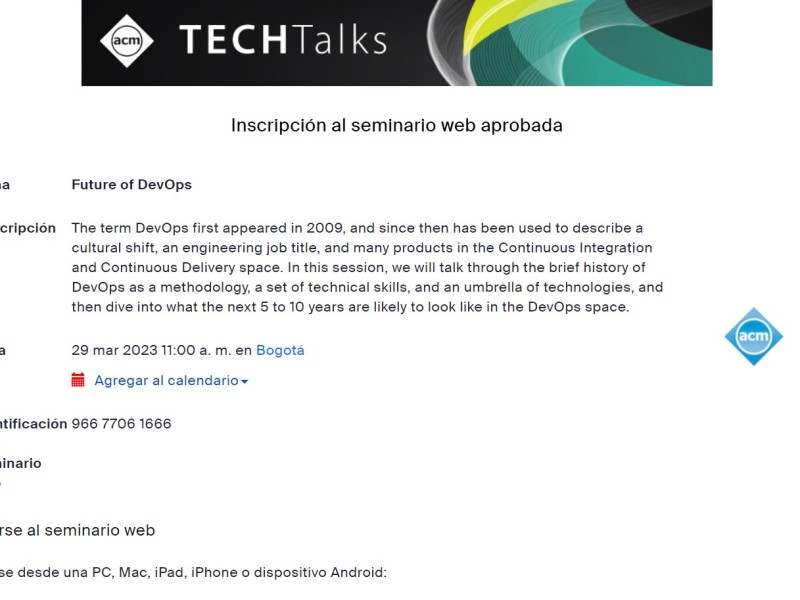 acm TECHTalks
Inscripción al seminario web aprobada
na Future of DevOps
cripción The term DevOps first appeared in 2009, and since then has been used to describe a
cultural shift, an engineering job title, and many products in the Continuous Integration
and Continuous Delivery space. In this session, we will talk through the brief history of
DevOps as a methodology, a set of technical skills, and an umbrella of technologies, and
then dive into what the next 5 to 10 years are likely to look like in the DevOps space.
acm
a 29 mar 2023 11:00 a. m. en Bogotá
Agregar al calendario
ntificación 966 7706 1666
inario
rse al seminario web
se desde una PC, Mac, iPad, iPhone o dispositivo Android: